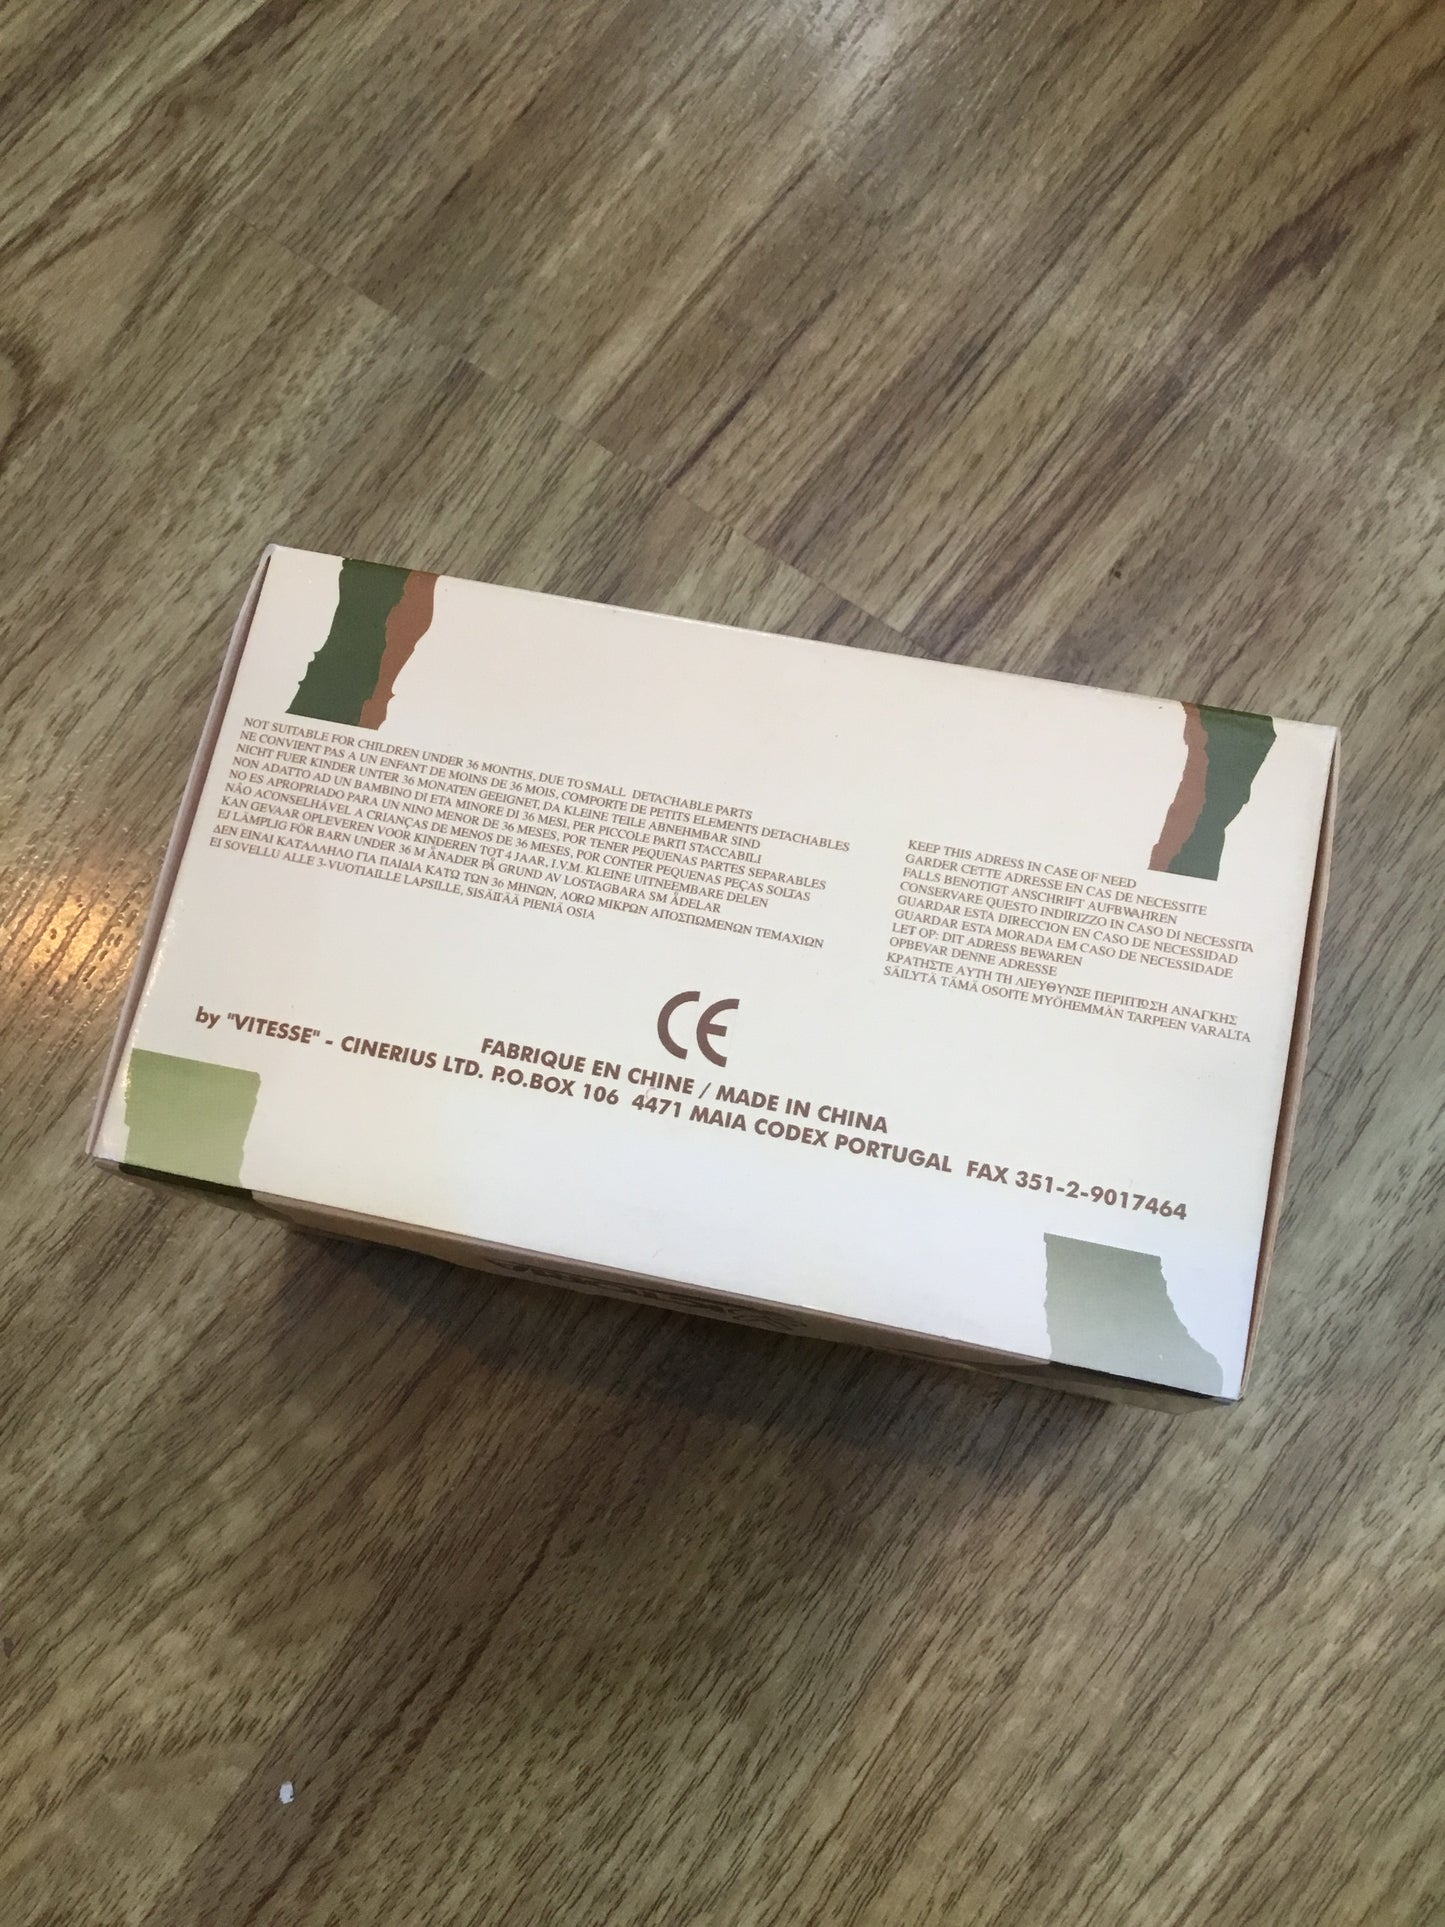 NOT SUITABLE FOR CHILDREN UNDER 36 MONTHS, DUE TO SMALL DETACHABLE PARTS
NE CONVIENT PAS A UN ENFANT DE MOINS DE 36 MOIS, COMPORTE DE PETITS ELEMENTS DETACHABLES
NICHT FUER KINDER UNTER 36 MONATEN GEEIGNET, DA KLEINE TEILE ABNEHMBAR SIND
NON ADATTO AD UN BAMBINO DI ETA MINORE DI 36 MESI, PER PICCOLE PARTI STACCABILI
NO ES APROPRIADO PARA UN NINO MENOR DE 36 MESES, POR TENER PEQUENAS PARTES SEPARABLES
NÃO ACONSELHÁVEL A CRIANÇAS DE MENOS DE 36 MESES, POR CONTER PEQUENAS PEÇAS SOLTAS
KAN GEVAAR OPLEVEREN VOOR KINDEREN TOT 4 JAAR, I.V.M. KLEINE UITNEEMBARE DELEN
EJ LÄMPLIG FÖR BARN UNDER 36 M ÅNADER PÅ GRUND AV LOSTAGBARA SM ÅDELAR
ΔΕΝ ΕΙΝΑΙ ΚΑΤΑΛΛΗΛΟ ΓΙΑ ΠΑΙΔΙΑ ΚΑΤΩ ΤΩΝ 36 ΜΗΝΩΝ, ΛΟΓΩ ΜΙΚΡΩΝ ΑΠΟΣΠΩΜΕΝΩΝ ΤΕΜΑΧΙΩΝ
EI SOVELLU ALLE 3-VUOTIAILLE LAPSILLE, SISÄITÄÄ PIENIÄ OSIA
KEEP THIS ADRESS IN CASE OF NEED
GARDER CETTE ADRESSE EN CAS DE NECESSITE
FALLS BENOTIGT ANSCHRIFT AUFBWAHREN
CONSERVARE QUESTO INDIRIZZO IN CASO DI NECESSITA
GUARDAR ESTA DIRECCION EN CASO DE NECESSIDAD
GUARDAR ESTA MORADA EM CASO DE NECESSIDADE
LET OP: DIT ADRESS BEWAREN
OPBEVAR DENNE ADRESSE
ΚΡΑΤΗΣΤΕ ΑΥΤΗ ΤΗ ΔΙΕΥΘΥΝΣΕ ΠΕΡΙΠΤΩΣΗ ΑΝΑΓΚΗΣ
SÄILYTÄ TÄMÄ OSOITE MYÖHEMMÄN TARPEEN VARALTA
CE
FABRIQUE EN CHINE / MADE IN CHINA
by "VITESSE" - CINERIUS LTD. P.O.BOX 106 4471 MAIA CODEX PORTUGAL FAX 351-2-9017464